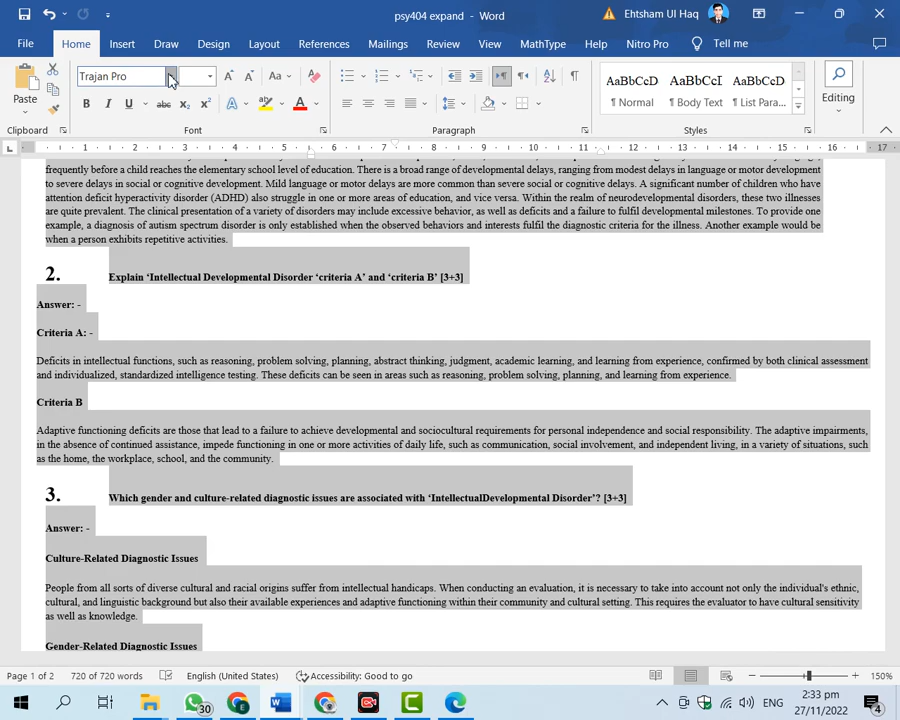 psy404 expand - Word
Ehtsham Ul Haq
File Home Insert Draw Design Layout References Mailings Review View MathType Help Nitro Pro Tell me
Trajan Pro
Paste
Editing
AaBbCcD AaBbCcI AaBbCcD
¶ Normal ¶ Body Text ¶ List Para...
Clipboard Font Paragraph Styles
frequently before a child reaches the elementary school level of education. There is a broad range of developmental delays, ranging from modest delays in language or motor development
to severe delays in social or cognitive development. Mild language or motor delays are more common than severe social or cognitive delays. A significant number of children who have
attention deficit hyperactivity disorder (ADHD) also struggle in one or more areas of education, and vice versa. Within the realm of neurodevelopmental disorders, these two illnesses
are quite prevalent. The clinical presentation of a variety of disorders may include excessive behavior, as well as deficits and a failure to fulfil developmental milestones. To provide one
example, a diagnosis of autism spectrum disorder is only established when the observed behaviors and interests fulfil the diagnostic criteria for the illness. Another example would be
when a person exhibits repetitive activities.
2. Explain ‘Intellectual Developmental Disorder ‘criteria A’ and ‘criteria B’ [3+3]
Answer: -
Criteria A: -
Deficits in intellectual functions, such as reasoning, problem solving, planning, abstract thinking, judgment, academic learning, and learning from experience, confirmed by both clinical assessment
and individualized, standardized intelligence testing. These deficits can be seen in areas such as reasoning, problem solving, planning, and learning from experience.
Criteria B
Adaptive functioning deficits are those that lead to a failure to achieve developmental and sociocultural requirements for personal independence and social responsibility. The adaptive impairments,
in the absence of continued assistance, impede functioning in one or more activities of daily life, such as communication, social involvement, and independent living, in a variety of situations, such
as the home, the workplace, school, and the community.
3. Which gender and culture-related diagnostic issues are associated with ‘IntellectualDevelopmental Disorder’? [3+3]
Answer: -
Culture-Related Diagnostic Issues
People from all sorts of diverse cultural and racial origins suffer from intellectual handicaps. When conducting an evaluation, it is necessary to take into account not only the individual's ethnic,
cultural, and linguistic background but also their available experiences and adaptive functioning within their community and cultural setting. This requires the evaluator to have cultural sensitivity
as well as knowledge.
Gender-Related Diagnostic Issues
Page 1 of 2 720 of 720 words English (United States) Accessibility: Good to go 150%
30 ENG 2:33 pm
27/11/2022 4